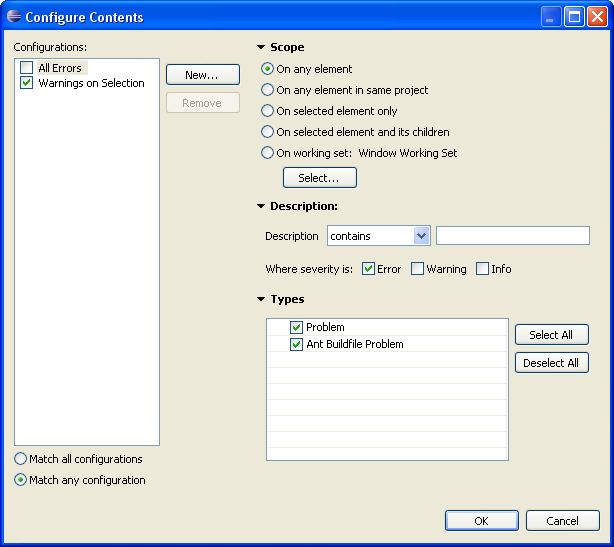 Configure Contents
Configurations:
All Errors
Warnings on Selection
New...
Remove
Match all configurations
Match any configuration
Scope
On any element
On any element in same project
On selected element only
On selected element and its children
On working set: Window Working Set
Select...
Description:
Description contains
Where severity is: Error Warning Info
Types
Problem
Ant Buildfile Problem
Select All
Deselect All
OK Cancel